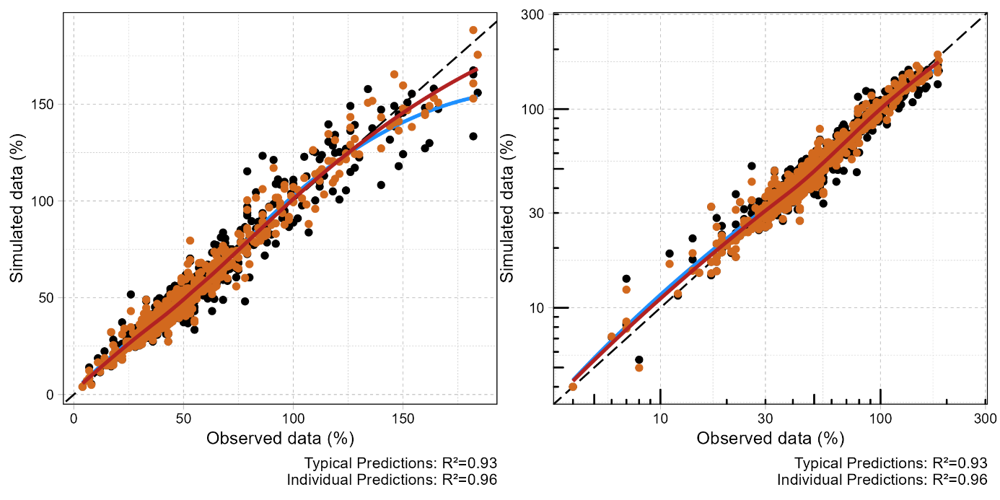 Simulated data (%)
150
100
50
0
0 50 100 150
Observed data (%)
Typical Predictions: R²=0.93
Individual Predictions: R²=0.96
Simulated data (%)
300
100
30
10
10 30 100 300
Observed data (%)
Typical Predictions: R²=0.93
Individual Predictions: R²=0.96